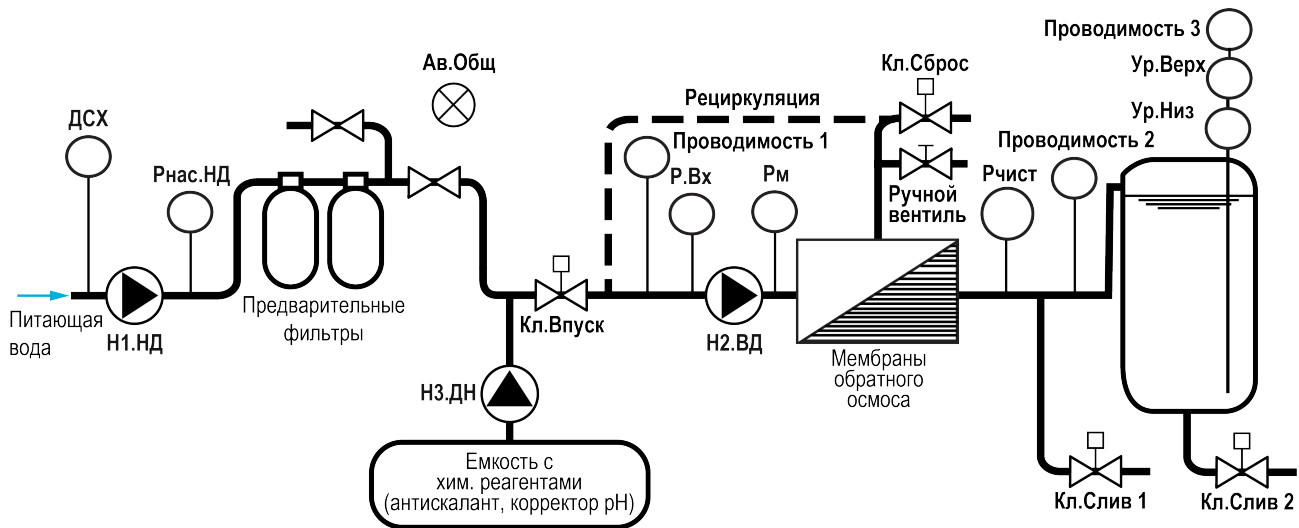 Проводимость 3
Ур.Верх
Ур.Низ
Ав.Общ
Кл.Сброс
Рециркуляция
ДСХ
Проводимость 1
Проводимость 2
Рнас.НД
Р.Вх
Рм
Ручной
вентиль
Рчист
Питающая
вода
Н1.НД
Предварительные
фильтры
Кл.Впуск
Н2.ВД
Мембраны
обратного
осмоса
Н3.ДН
Емкость с
хим. реагентами
(антискалант, корректор pH)
Кл.Слив 1
Кл.Слив 2